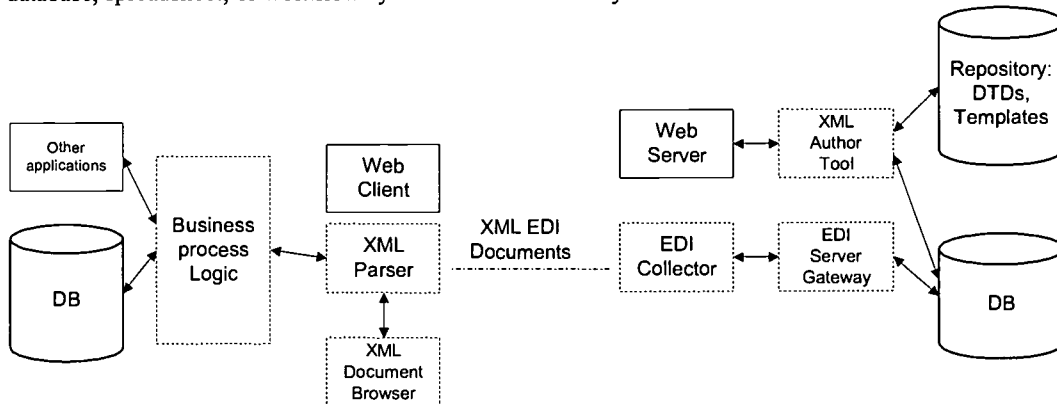 Other
applications
DB
Business
process
Logic
Web
Client
XML
Parser
XML
Document
Browser
XML EDI
Documents
Web
Server
EDI
Collector
XML
Author
Tool
EDI
Server
Gateway
Repository:
DTDs,
Templates
DB